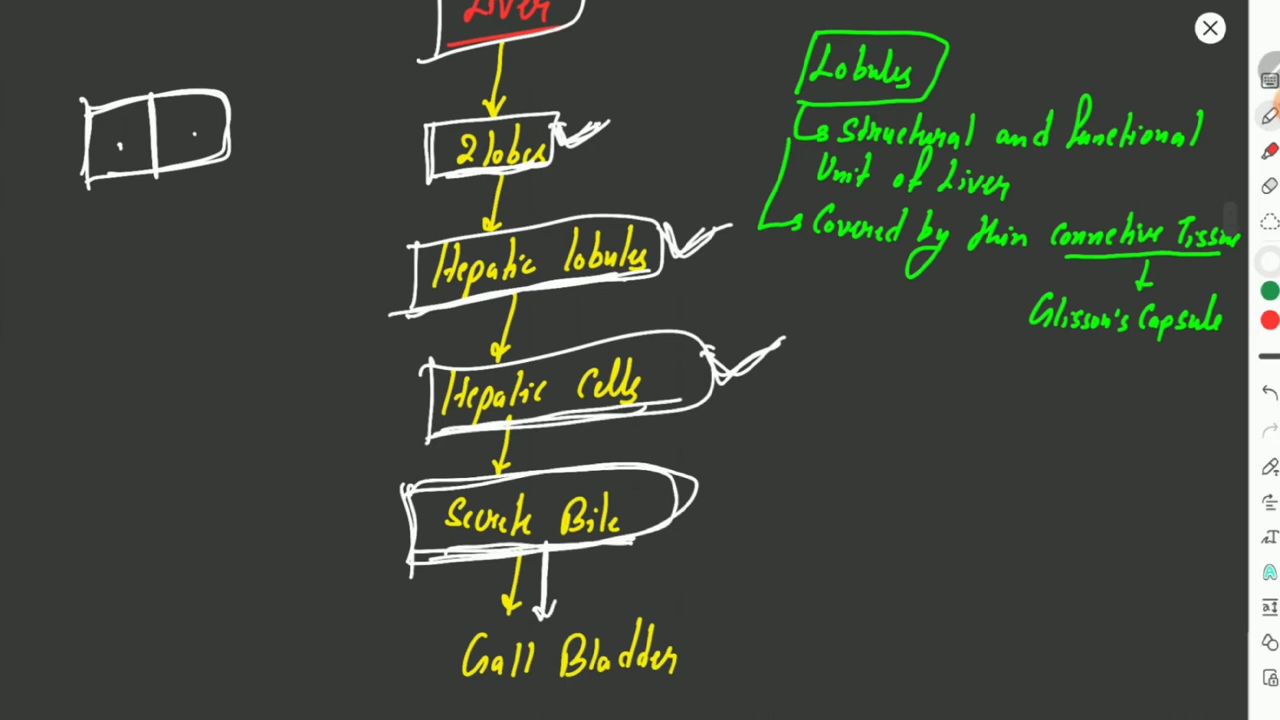 Liver
2 lobes
Hepatic lobules
Hepatic Cells
Secrete Bile
Gall Bladder
Lobules
Structural and functional
Unit of Liver
Covered by thin connetive Tissue
Glisson's Capsule